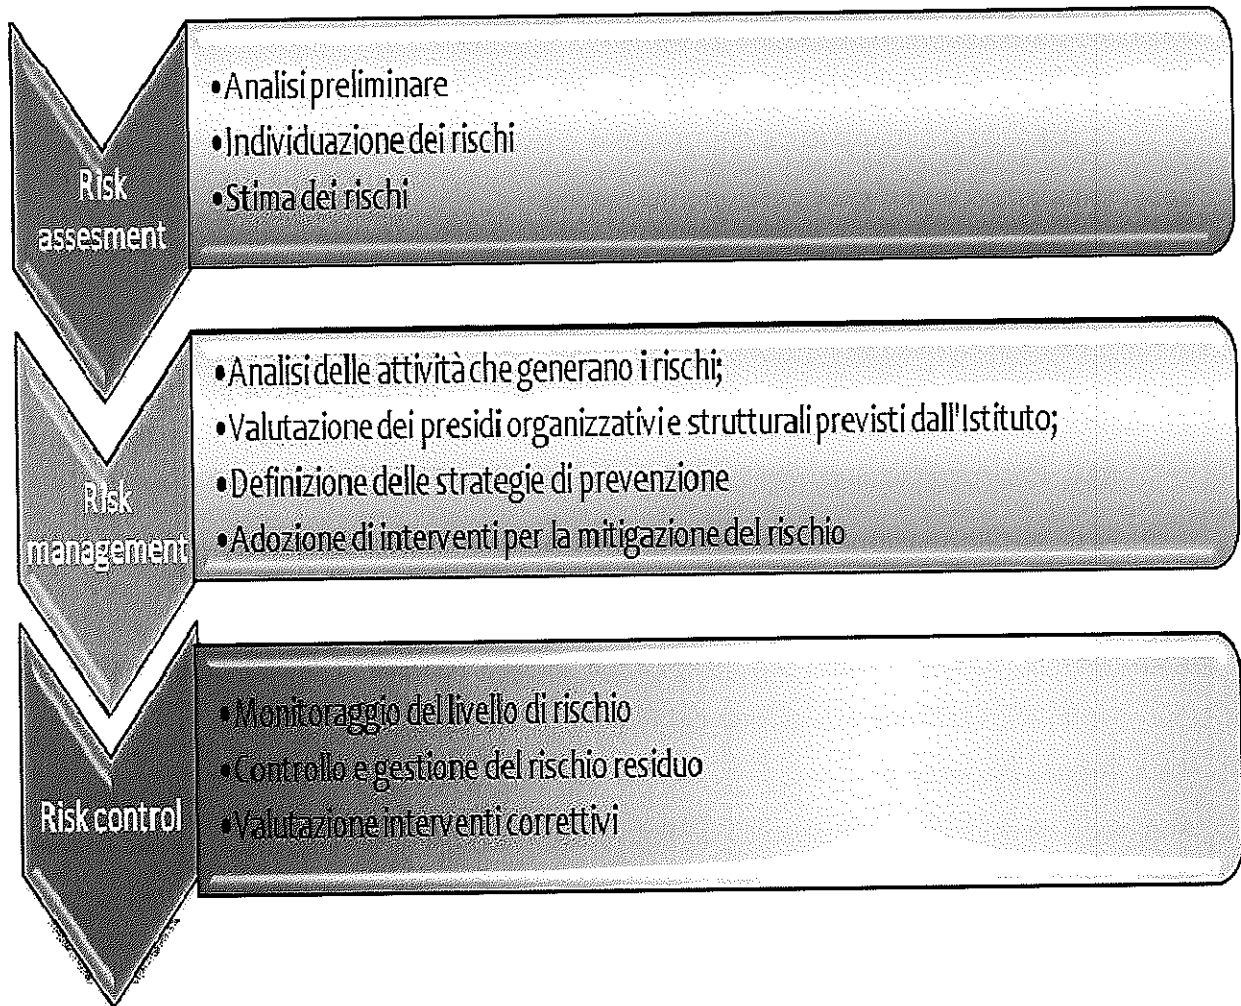 Risk
assesment
•Analisi preliminare
•Individuazione dei rischi
•Stima dei rischi
Risk
management
•Analisi delle attività che generano i rischi;
•Valutazione dei presidi organizzativi e strutturali previsti dall'Istituto;
•Definizione delle strategie di prevenzione
•Adozione di interventi per la mitigazione del rischio
Risk control
•Monitoraggio del livello di rischio
•Controllo e gestione del rischio residuo
•Valutazione interventi correttivi